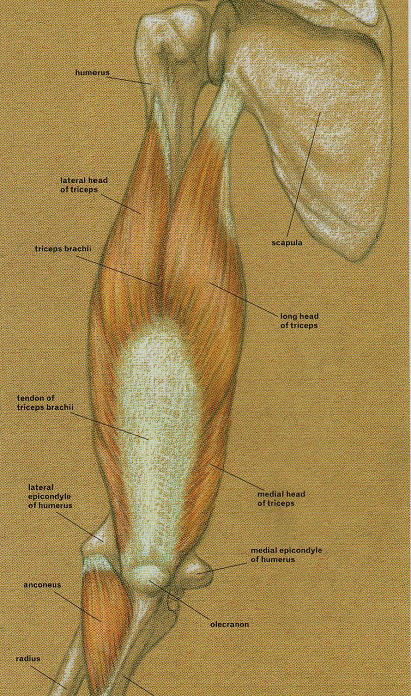 humerus
lateral head
of triceps
triceps brachii
scapula
long head
of triceps
tendon of
triceps brachii
lateral
epicondyle
of humerus
medial head
of triceps
medial epicondyle
of humerus
anconeus
olecranon
radius